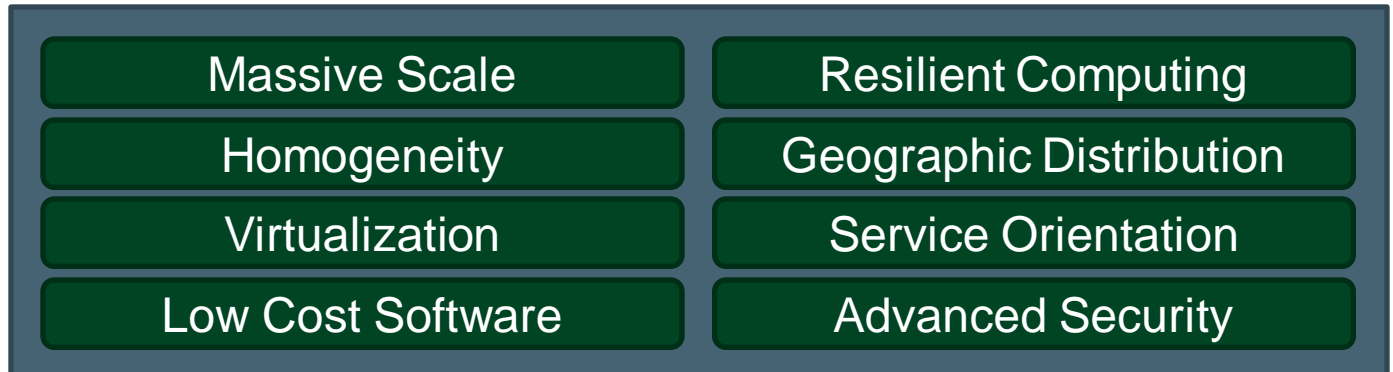 Massive Scale
Resilient Computing
Homogeneity
Geographic Distribution
Virtualization
Service Orientation
Low Cost Software
Advanced Security